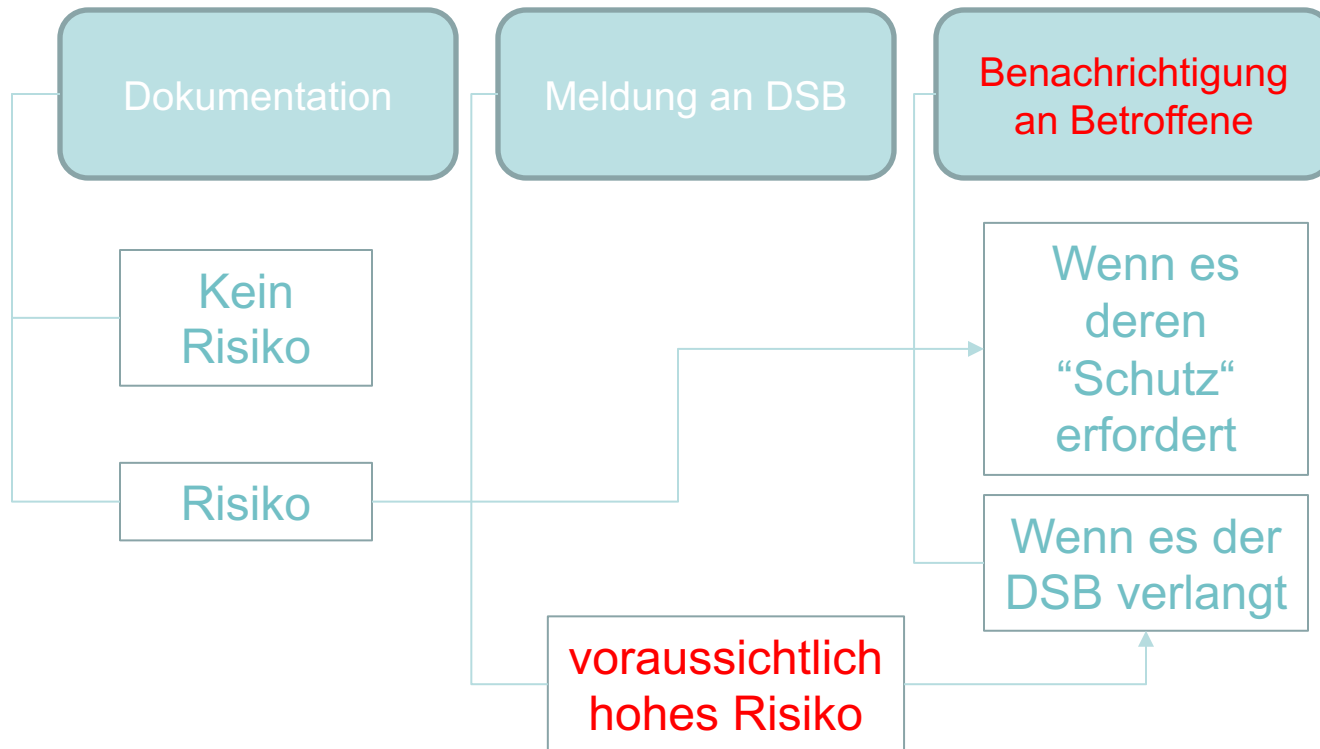 Dokumentation
Meldung an DSB
Benachrichtigung
an Betroffene
Kein
Risiko
Risiko
voraussichtlich
hohes Risiko
Wenn es
deren
“Schutz“
erfordert
Wenn es der
DSB verlangt